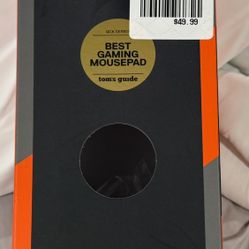 $49.99
BEST
GAMING
MOUSEPAD
tom's guide